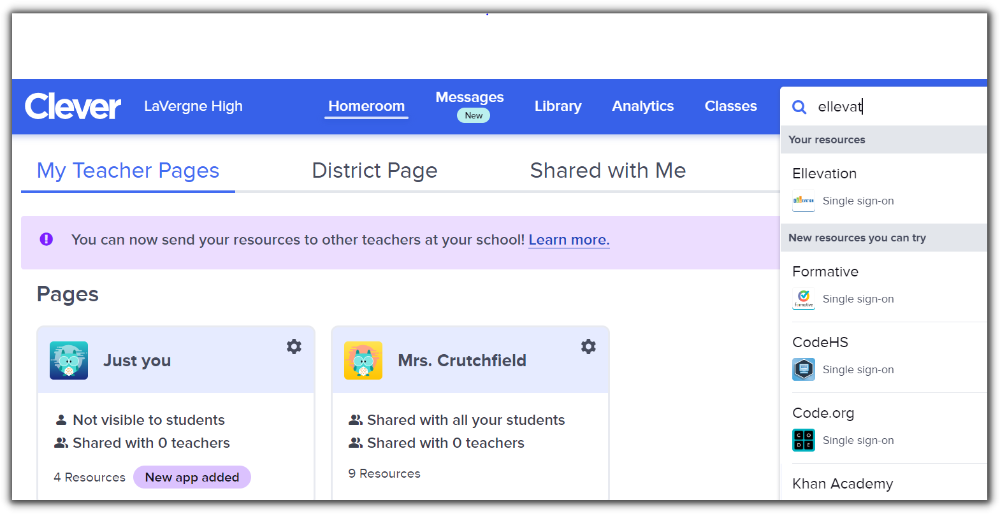 Clever
LaVergne High
Homeroom
Messages
New
Library
Analytics
Classes
ellevat
Your resources
Ellevation
Single sign-on
New resources you can try
Formative
formative
Single sign-on
CodeHS
Single sign-on
Code.org
C O
D E
Single sign-on
Khan Academy
My Teacher Pages
District Page
Shared with Me
You can now send your resources to other teachers at your school! Learn more.
Pages
Just you
Not visible to students
Shared with 0 teachers
4 Resources
New app added
Mrs. Crutchfield
Shared with all your students
Shared with 0 teachers
9 Resources